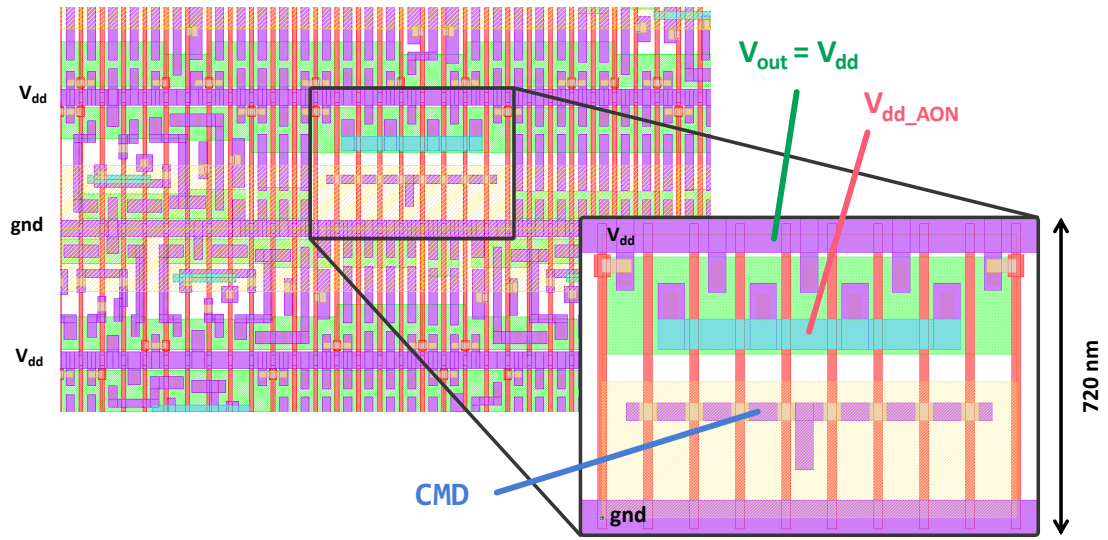 Vdd
gnd
Vdd
Vout = Vdd
Vdd_AON
Vdd
CMD
gnd
720 nm